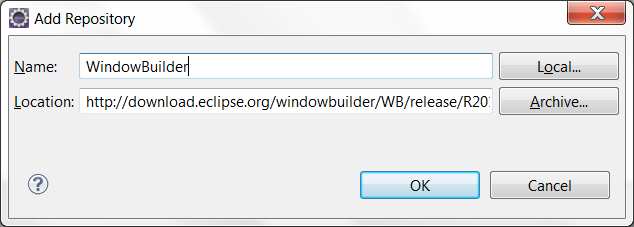 Add Repository
Name: WindowBuilder Local...
Location: http://download.eclipse.org/windowbuilder/WB/release/R20 Archive...
OK Cancel